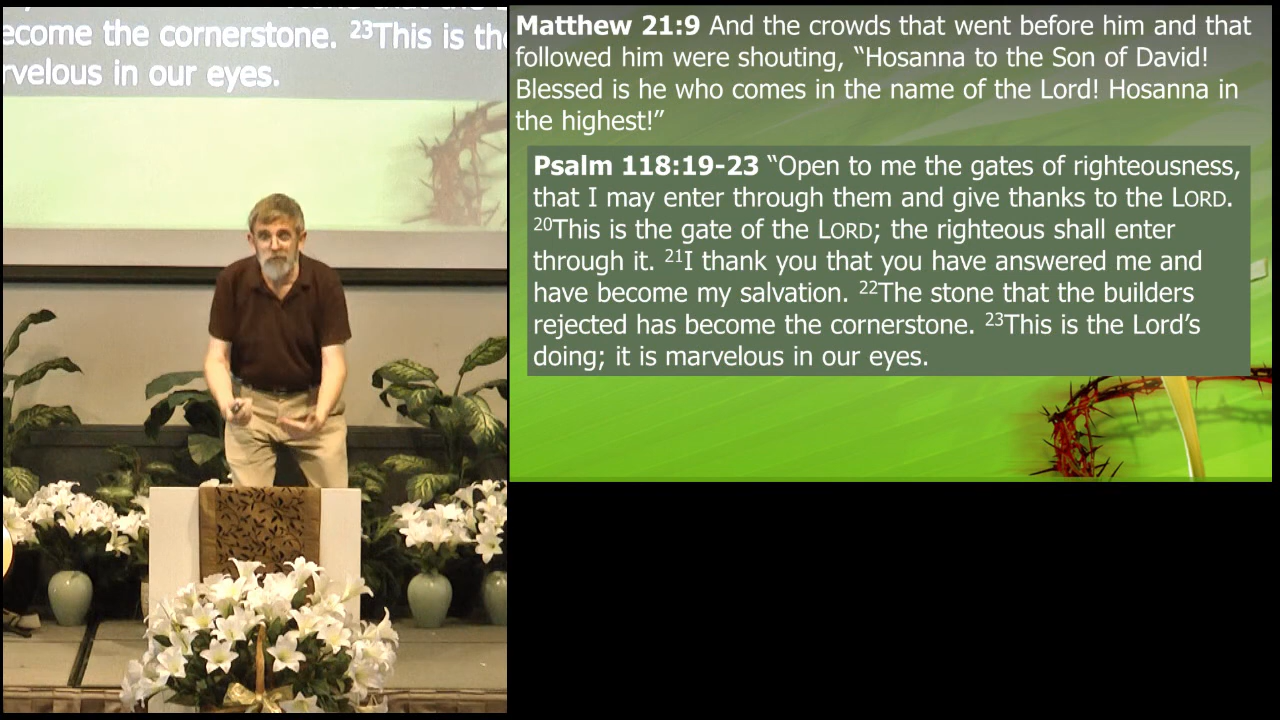 ecome the cornerstone. 23This is the
rvelous in our eyes.
Matthew 21:9 And the crowds that went before him and that
followed him were shouting, “Hosanna to the Son of David!
Blessed is he who comes in the name of the Lord! Hosanna in
the highest!”
Psalm 118:19-23 “Open to me the gates of righteousness,
that I may enter through them and give thanks to the LORD.
20This is the gate of the LORD; the righteous shall enter
through it. 21I thank you that you have answered me and
have become my salvation. 22The stone that the builders
rejected has become the cornerstone. 23This is the Lord’s
doing; it is marvelous in our eyes.